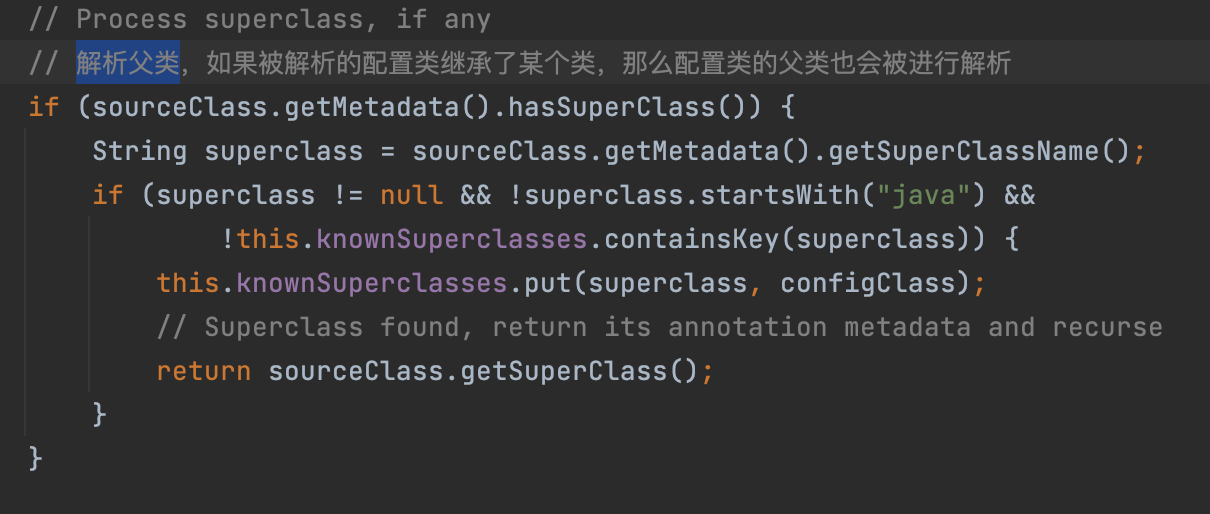 // Process superclass, if any
// 解析父类，如果被解析的配置类继承了某个类，那么配置类的父类也会被进行解析
if (sourceClass.getMetadata().hasSuperClass()) {
    String superclass = sourceClass.getMetadata().getSuperClassName();
    if (superclass != null && !superclass.startsWith("java") &&
            !this.knownSuperclasses.containsKey(superclass)) {
        this.knownSuperclasses.put(superclass, configClass);
        // Superclass found, return its annotation metadata and recurse
        return sourceClass.getSuperClass();
    }
}